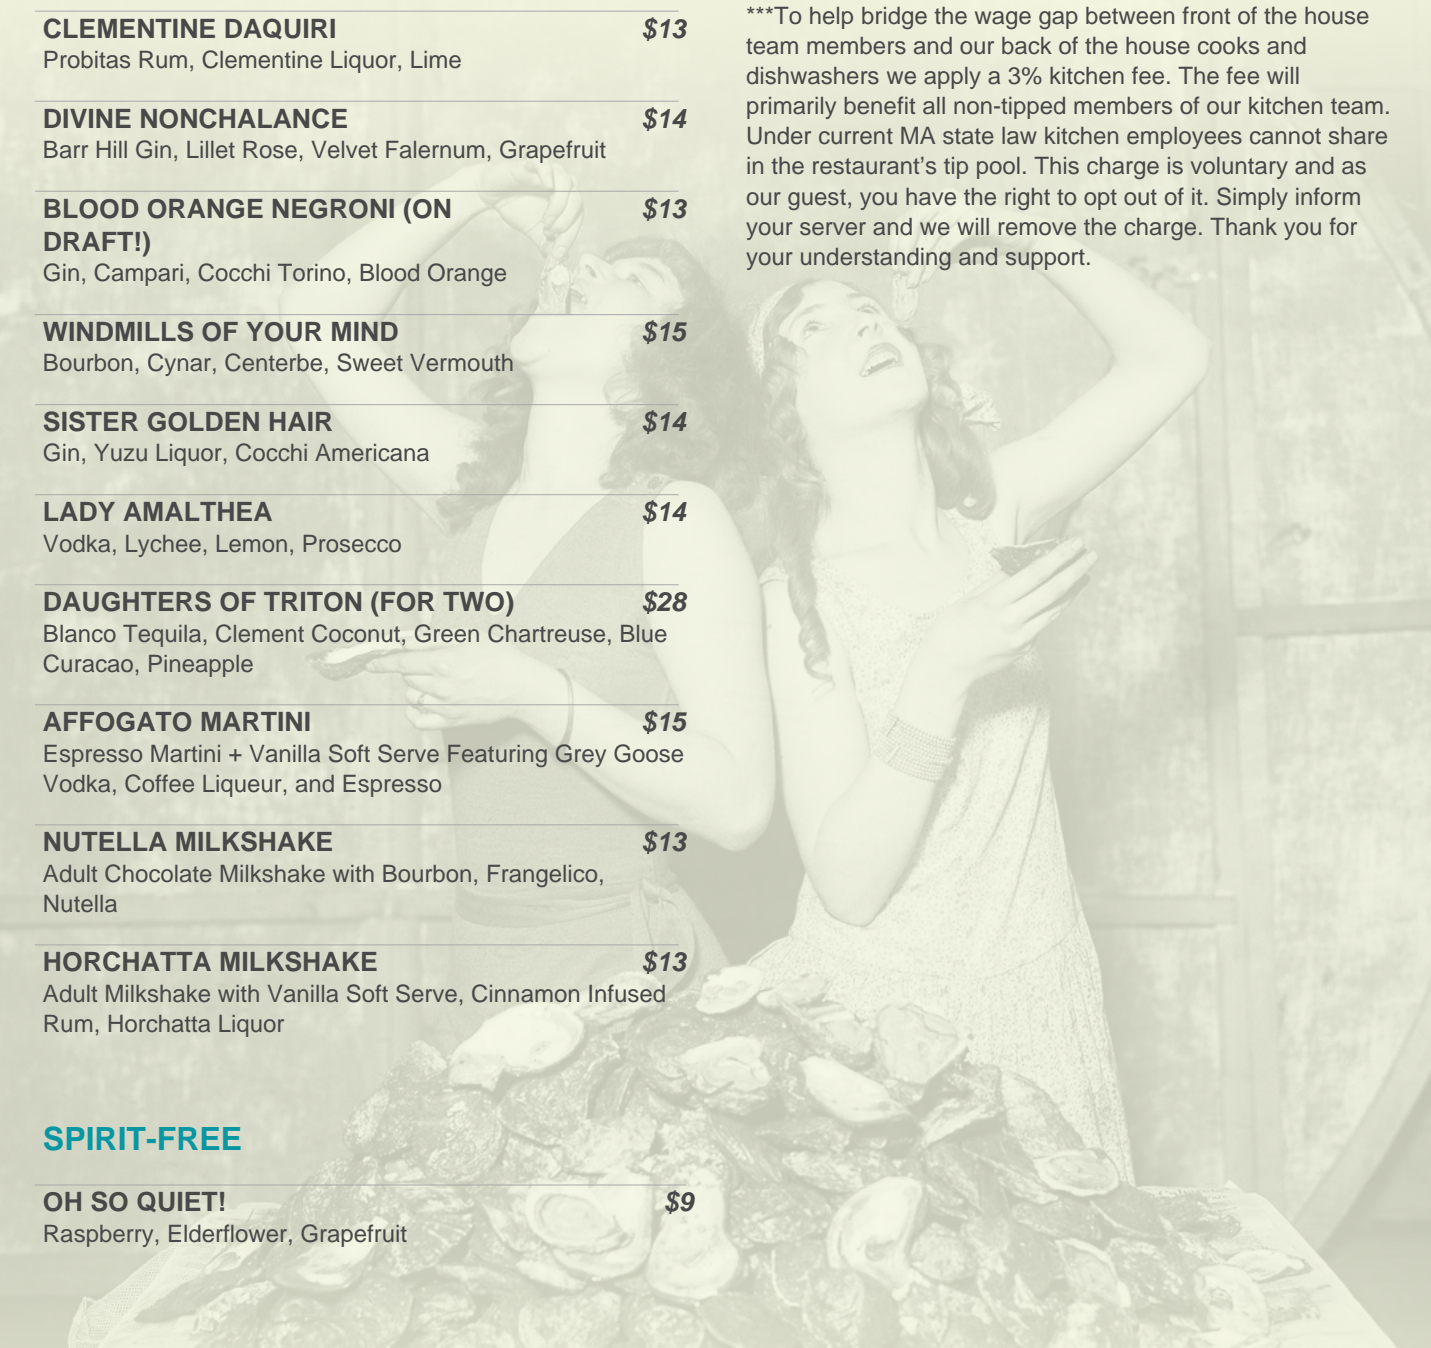 CLEMENTINE DAQUIRI $13
Probitas Rum, Clementine Liquor, Lime
DIVINE NONCHALANCE $14
Barr Hill Gin, Lillet Rose, Velvet Falernum, Grapefruit
BLOOD ORANGE NEGRONI (ON $13
DRAFT!)
Gin, Campari, Cocchi Torino, Blood Orange
WINDMILLS OF YOUR MIND $15
Bourbon, Cynar, Centerbe, Sweet Vermouth
SISTER GOLDEN HAIR $14
Gin, Yuzu Liquor, Cocchi Americana
LADY AMALTHEA $14
Vodka, Lychee, Lemon, Prosecco
DAUGHTERS OF TRITON (FOR TWO) $28
Blanco Tequila, Clement Coconut, Green Chartreuse, Blue
Curacao, Pineapple
AFFOGATO MARTINI $15
Espresso Martini + Vanilla Soft Serve Featuring Grey Goose
Vodka, Coffee Liqueur, and Espresso
NUTELLA MILKSHAKE $13
Adult Chocolate Milkshake with Bourbon, Frangelico,
Nutella
HORCHATTA MILKSHAKE $13
Adult Milkshake with Vanilla Soft Serve, Cinnamon Infused
Rum, Horchatta Liquor
SPIRIT-FREE
OH SO QUIET! $9
Raspberry, Elderflower, Grapefruit
***To help bridge the wage gap between front of the house
team members and our back of the house cooks and
dishwashers we apply a 3% kitchen fee. The fee will
primarily benefit all non-tipped members of our kitchen team.
Under current MA state law kitchen employees cannot share
in the restaurant's tip pool. This charge is voluntary and as
our guest, you have the right to opt out of it. Simply inform
your server and we will remove the charge. Thank you for
your understanding and support.